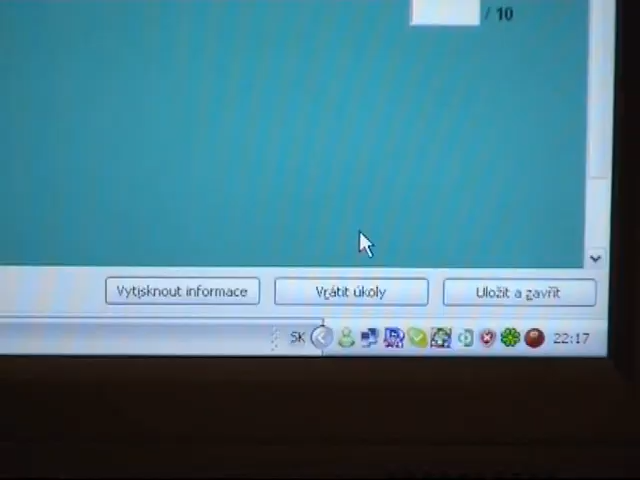 / 10
Vytisknout informace
Vrátit úkoly
Uložit a zavřít
SK
22:17